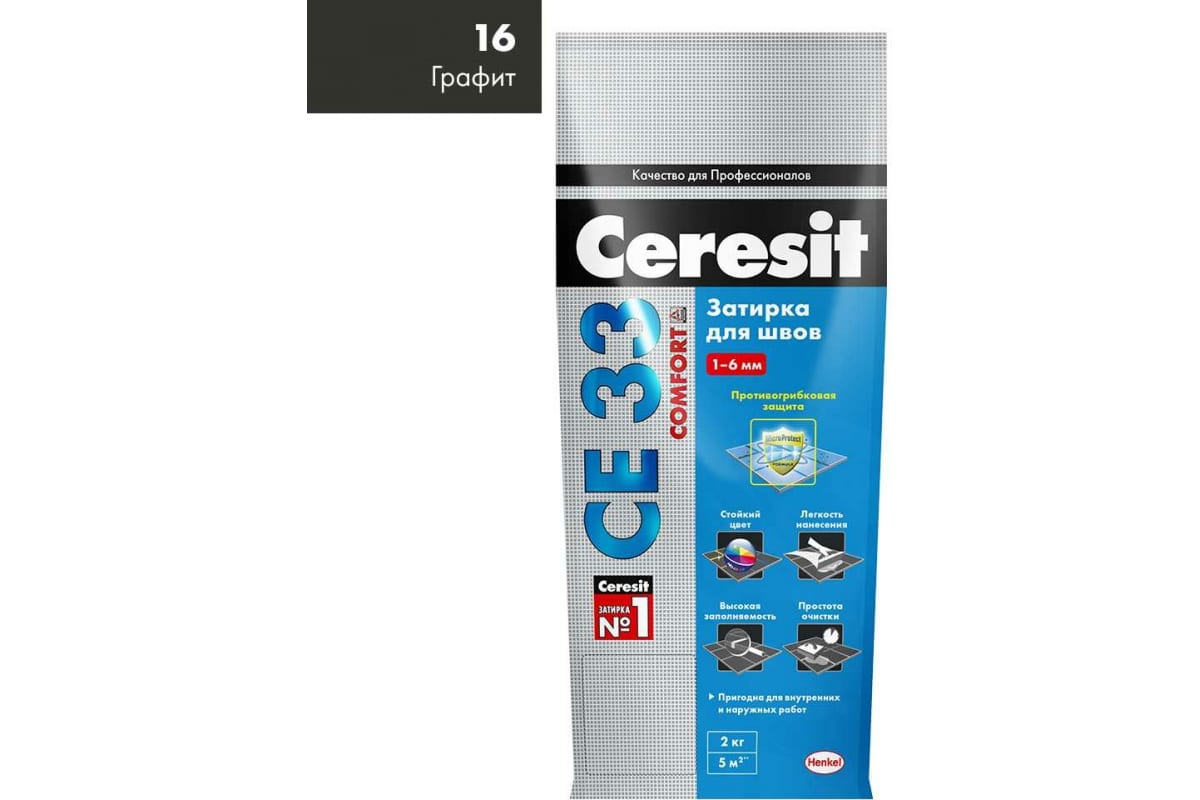 16
Графит
Качество для Профессионалов
Ceresit
CE 33
COMFORT
Затирка
для швов
1–6 мм
Противогрибковая
защита
MicroProtect
FORMULA
Стойкий
цвет
Легкость
нанесения
Высокая
заполняемость
Простота
очистки
Ceresit
ЗАТИРКА
№1
Пригодна для внутренних
и наружных работ
2 кг
5 м²**
Henkel